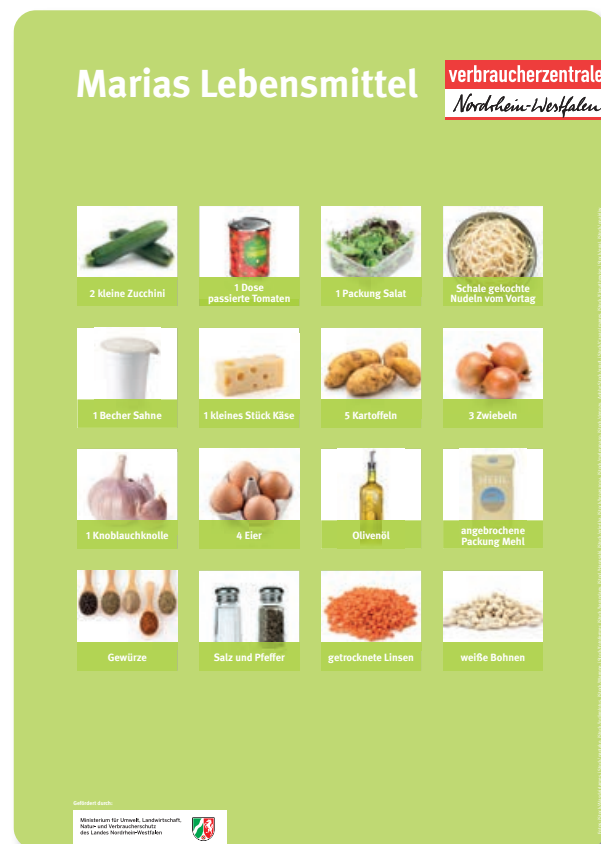 Marias Lebensmittel
verbraucherzentrale
Nordrhein-Westfalen
2 kleine Zucchini
1 Dose
passierte Tomaten
1 Packung Salat
Schale gekochte
Nudeln vom Vortag
1 Becher Sahne
1 kleines Stück Käse
5 Kartoffeln
3 Zwiebeln
1 Knoblauchknolle
4 Eier
Olivenöl
MEHL
angebrochene
Packung Mehl
Gewürze
Salz und Pfeffer
getrocknete Linsen
weiße Bohnen
Gefördert durch:
Ministerium für Umwelt, Landwirtschaft,
Natur- und Verbraucherschutz
des Landes Nordrhein-Westfalen